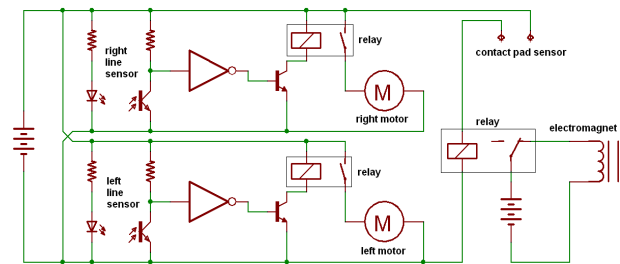 right
line
sensor
relay
M
right motor
contact pad sensor
relay
electromagnet
left
line
sensor
relay
M
left motor